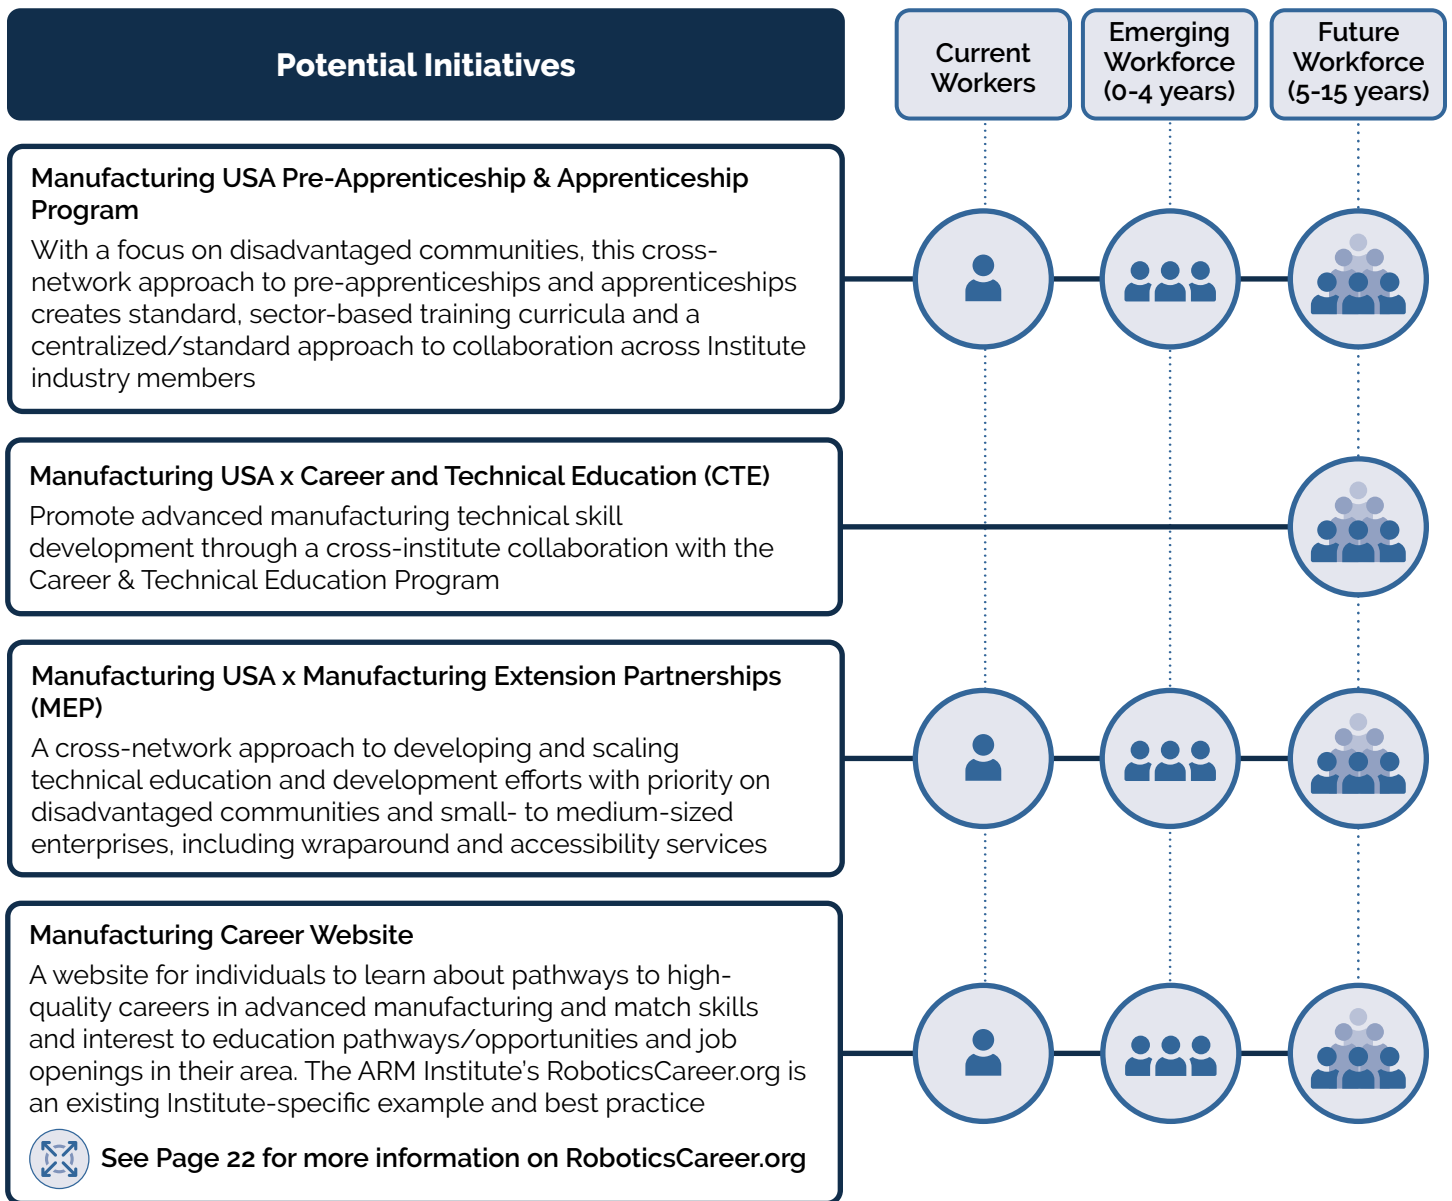 Potential Initiatives
Current
Workers
Emerging
Workforce
(0-4 years)
Future
Workforce
(5-15 years)
Manufacturing USA Pre-Apprenticeship & Apprenticeship
Program
With a focus on disadvantaged communities, this cross-
network approach to pre-apprenticeships and apprenticeships
creates standard, sector-based training curricula and a
centralized/standard approach to collaboration across Institute
industry members
Manufacturing USA x Career and Technical Education (CTE)
Promote advanced manufacturing technical skill
development through a cross-institute collaboration with the
Career & Technical Education Program
Manufacturing USA x Manufacturing Extension Partnerships
(MEP)
A cross-network approach to developing and scaling
technical education and development efforts with priority on
disadvantaged communities and small- to medium-sized
enterprises, including wraparound and accessibility services
Manufacturing Career Website
A website for individuals to learn about pathways to high-
quality careers in advanced manufacturing and match skills
and interest to education pathways/opportunities and job
openings in their area. The ARM Institute’s RoboticsCareer.org is
an existing Institute-specific example and best practice
See Page 22 for more information on RoboticsCareer.org